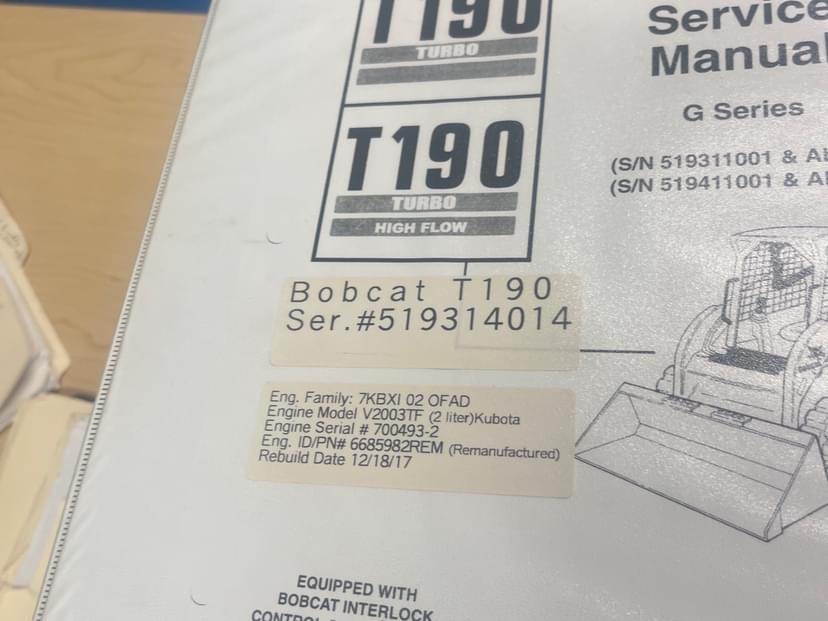 T190
TURBO
T190
TURBO
HIGH FLOW
Service
Manual
G Series
(S/N 519311001 &
(S/N 519411001 &
Bobcat T190
Ser.#519314014
Eng. Family: 7KBXI 02 OFAD
Engine Model V2003TF (2 liter)Kubota
Engine Serial # 700493-2
Eng. ID/PN# 6685982REM (Remanufactured)
Rebuild Date 12/18/17
EQUIPPED WITH
BOBCAT INTERLOCK